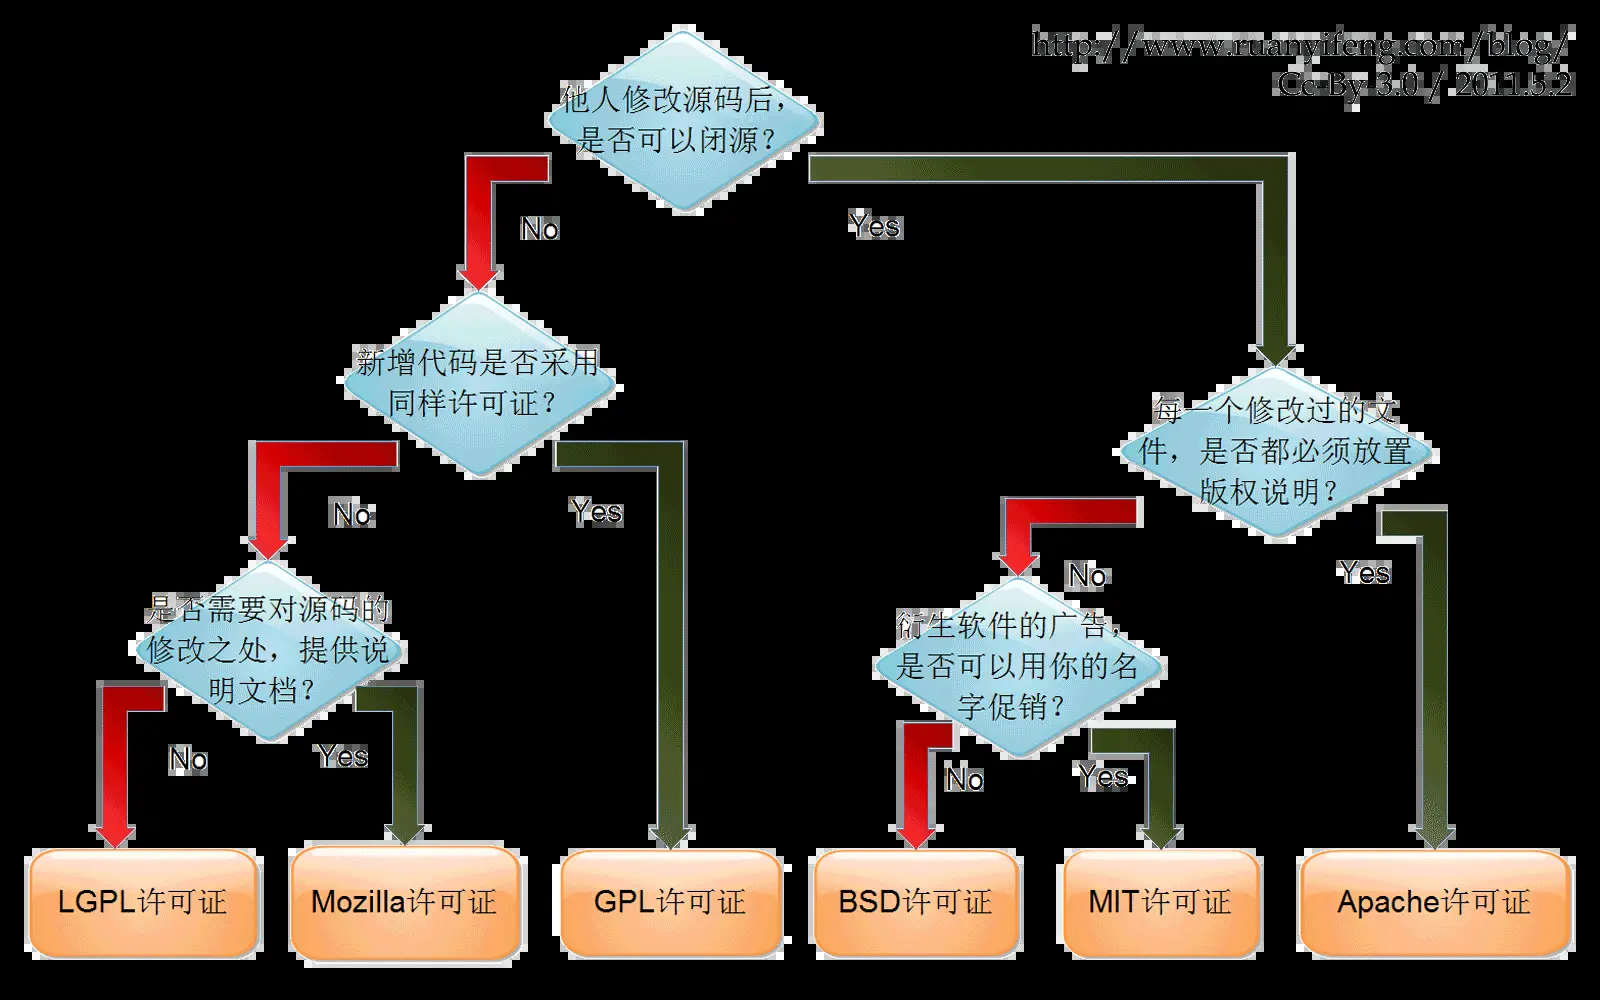 http://www.ruanyifeng.com/blog/
Cc By 3.0 / 2011.5.2
他人修改源码后，
是否可以闭源？
No
Yes
新增代码是否采用
同样许可证？
No
Yes
每一个修改过的文
件，是否都必须放置
版权说明？
No
Yes
是否需要对源码的
修改之处，提供说
明文档？
No
Yes
衍生软件的广告，
是否可以用你的名
字促销？
No
Yes
LGPL许可证
Mozilla许可证
GPL许可证
BSD许可证
MIT许可证
Apache许可证